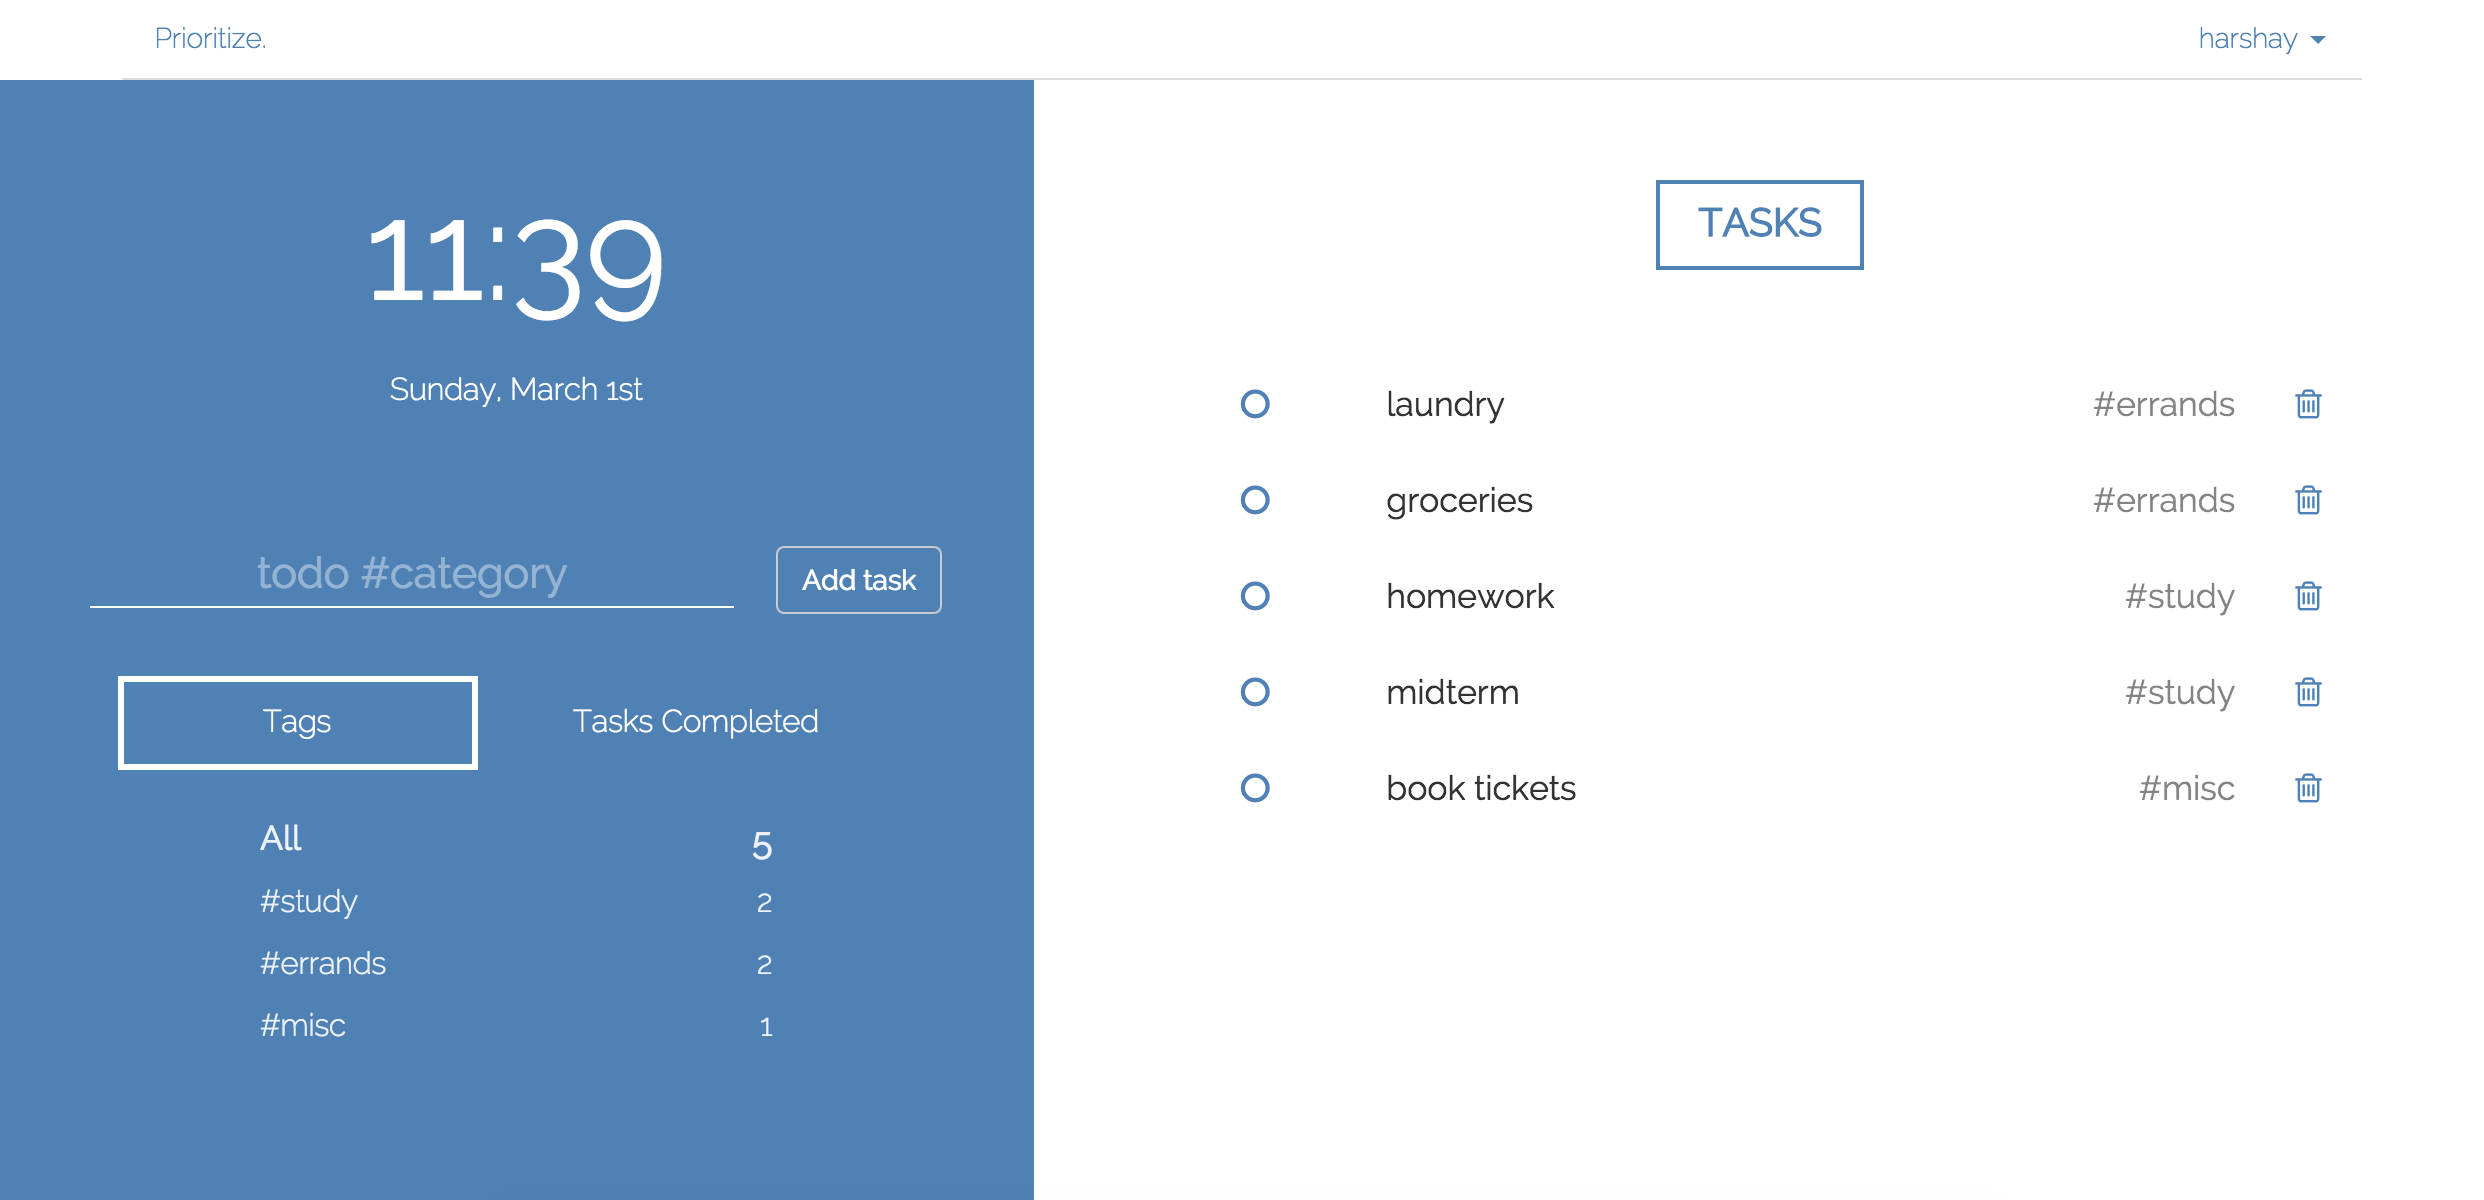 Prioritize.
harshay
11:39
Sunday, March 1st
todo #category
Add task
Tags
Tasks Completed
All 5
#study 2
#errands 2
#misc 1
TASKS
laundry #errands
groceries #errands
homework #study
midterm #study
book tickets #misc